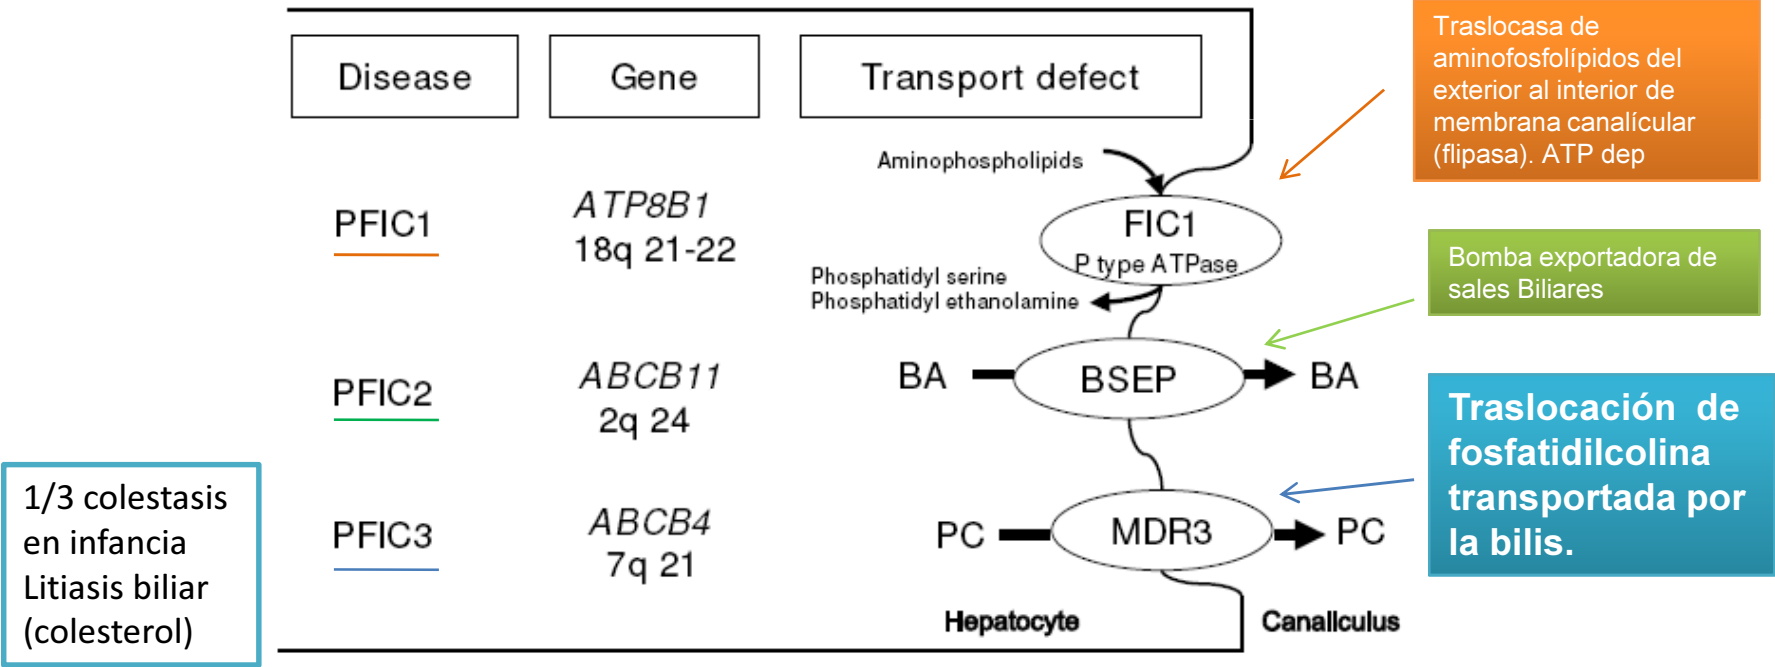 Disease
Gene
Transport defect
Traslocasa de
aminofosfolípidos del
exterior al interior de
membrana canalícular
(flipasa). ATP dep
Aminophospholipids
PFIC1
ATP8B1
18q 21-22
FIC1
P type ATPase
Phosphatidyl serine
Phosphatidyl ethanolamine
Bomba exportadora de
sales Biliares
PFIC2
ABCB11
2q 24
BA
BSEP
BA
Traslocación de
fosfatidilcolina
transportada por
la bilis.
1/3 colestasis
en infancia
Litiasis biliar
(colesterol)
PFIC3
ABCB4
7q 21
PC
MDR3
PC
Hepatocyte
Canaliculus